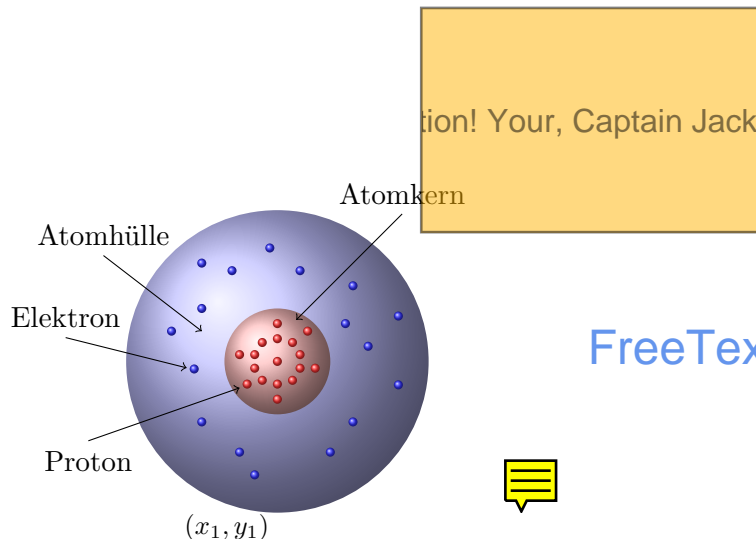 tion! Your, Captain Jack
Atomkern
Atomhülle
Elektron
FreeTex
Proton
(x₁, y₁)